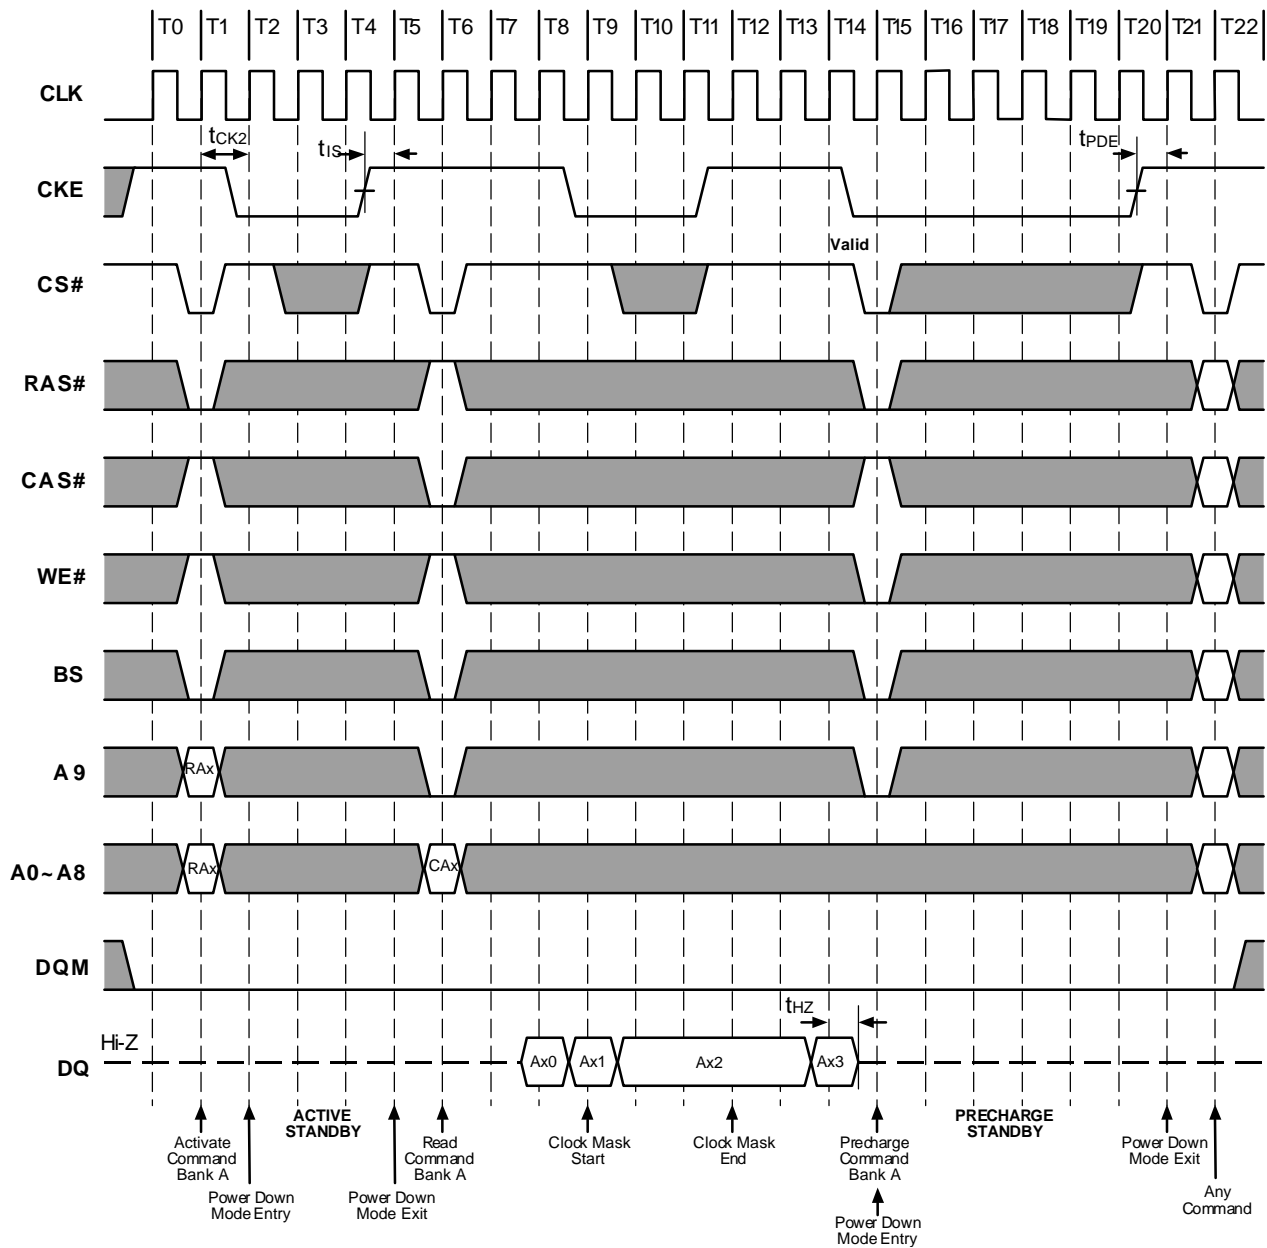 T0 T1 T2 T3 T4 T5 T6 T7 T8 T9 T10 T11 T12 T13 T14 T15 T16 T17 T18 T19 T20 T21 T22
CLK
tCK2
tIS
tPDE
CKE
Valid
CS#
RAS#
CAS#
WE#
BS
A9
RAx
A0~A8
RAx
CAx
DQM
tHZ
Hi-Z
DQ
Ax0
Ax1
Ax2
Ax3
Activate
Command
Bank A
Power Down
Mode Entry
ACTIVE
STANDBY
Power Down
Mode Exit
Read
Command
Bank A
Clock Mask
Start
Clock Mask
End
Precharge
Command
Bank A
Power Down
Mode Entry
PRECHARGE
STANDBY
Power Down
Mode Exit
Any
Command